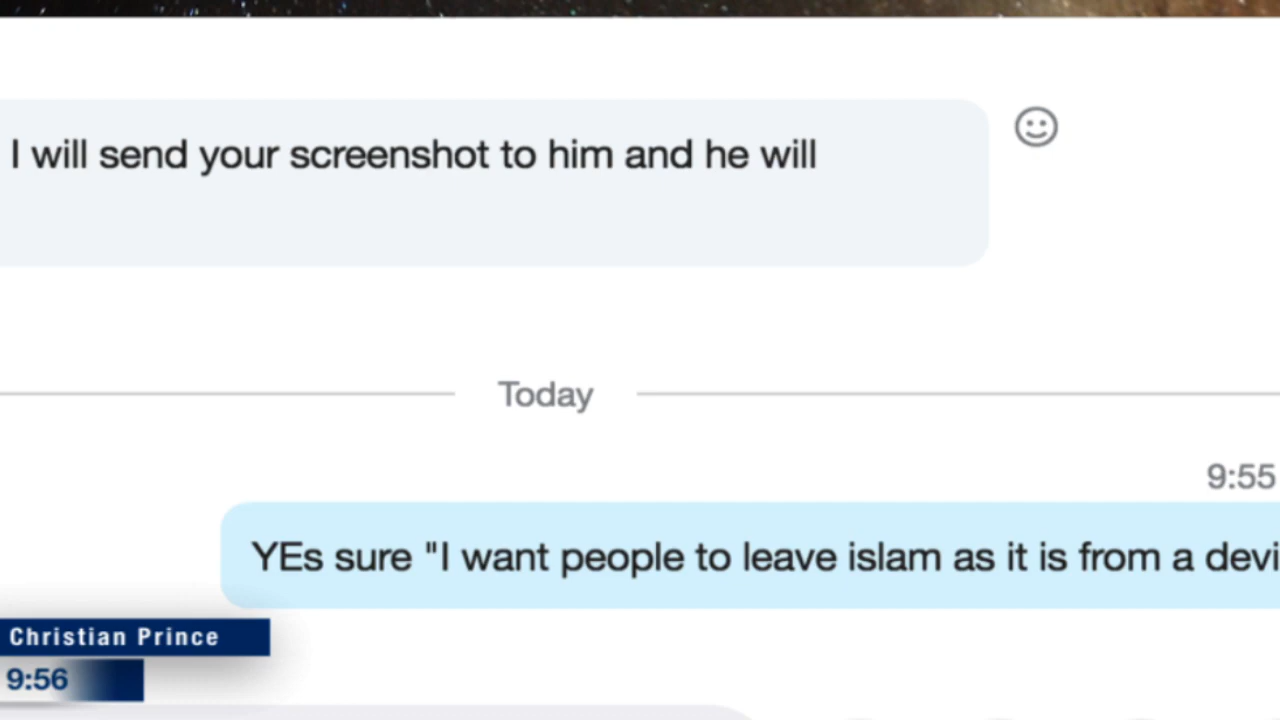 I will send your screenshot to him and he will
Today
9:55
YEs sure "I want people to leave islam as it is from a devi
Christian Prince
9:56